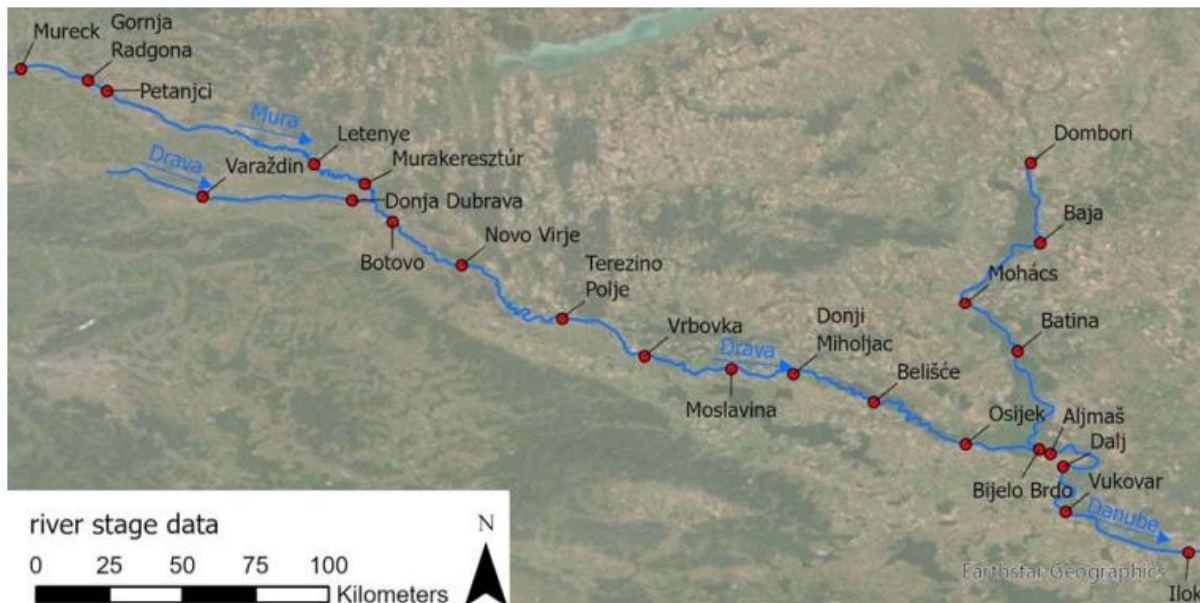 Mureck
Gornja
Radgona
Petanjci
Mura
Letenye
Drava
Varaždin
Murakeresztúr
Donja Dubrava
Botovo
Novo Virje
Terezino
Polje
Vrbovka
Drava
Moslavina
Donji
Miholjac
Belišće
Osijek
Dombori
Baja
Mohács
Batina
Aljmaš
Dalj
Bijelo Brdo
Vukovar
Danube
Ilok
Earthstar Geographics
river stage data
N
0 25 50 75 100
Kilometers